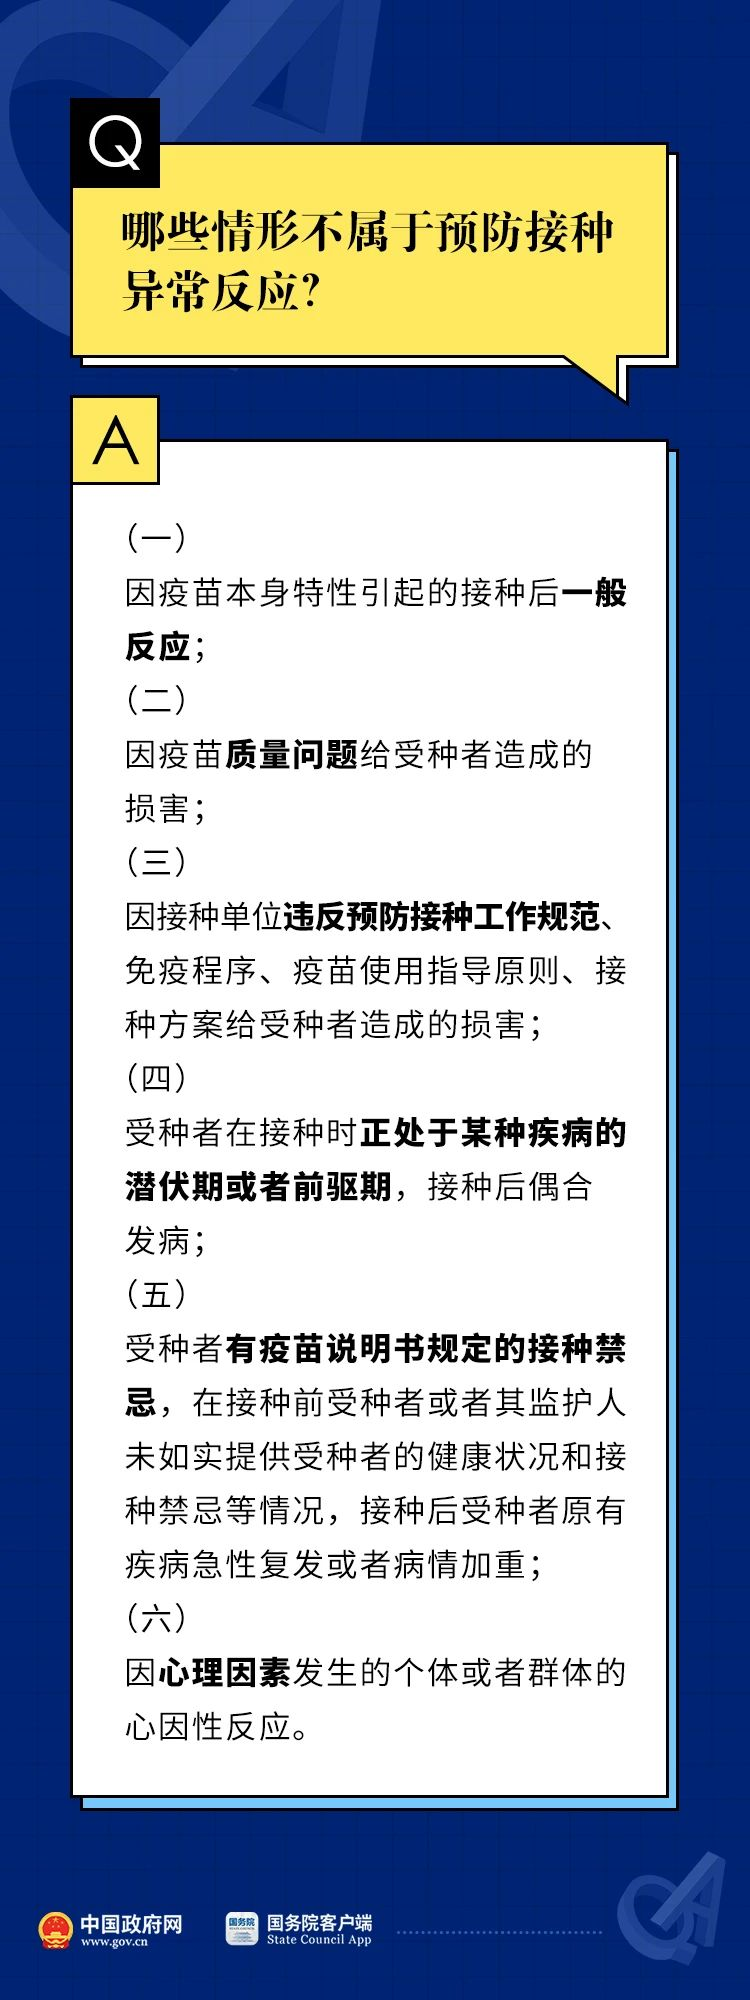 Q
哪些情形不属于预防接种
异常反应？
A
（一）
因疫苗本身特性引起的接种后一般
反应；
（二）
因疫苗质量问题给受种者造成的
损害；
（三）
因接种单位违反预防接种工作规范、
免疫程序、疫苗使用指导原则、接
种方案给受种者造成的损害；
（四）
受种者在接种时正处于某种疾病的
潜伏期或者前驱期，接种后偶合
发病；
（五）
受种者有疫苗说明书规定的接种禁
忌，在接种前受种者或者其监护人
未如实提供受种者的健康状况和接
种禁忌等情况，接种后受种者原有
疾病急性复发或者病情加重；
（六）
因心理因素发生的个体或者群体的
心因性反应。
中国政府网
www.gov.cn
国务院
国务院客户端
State Council App
QA